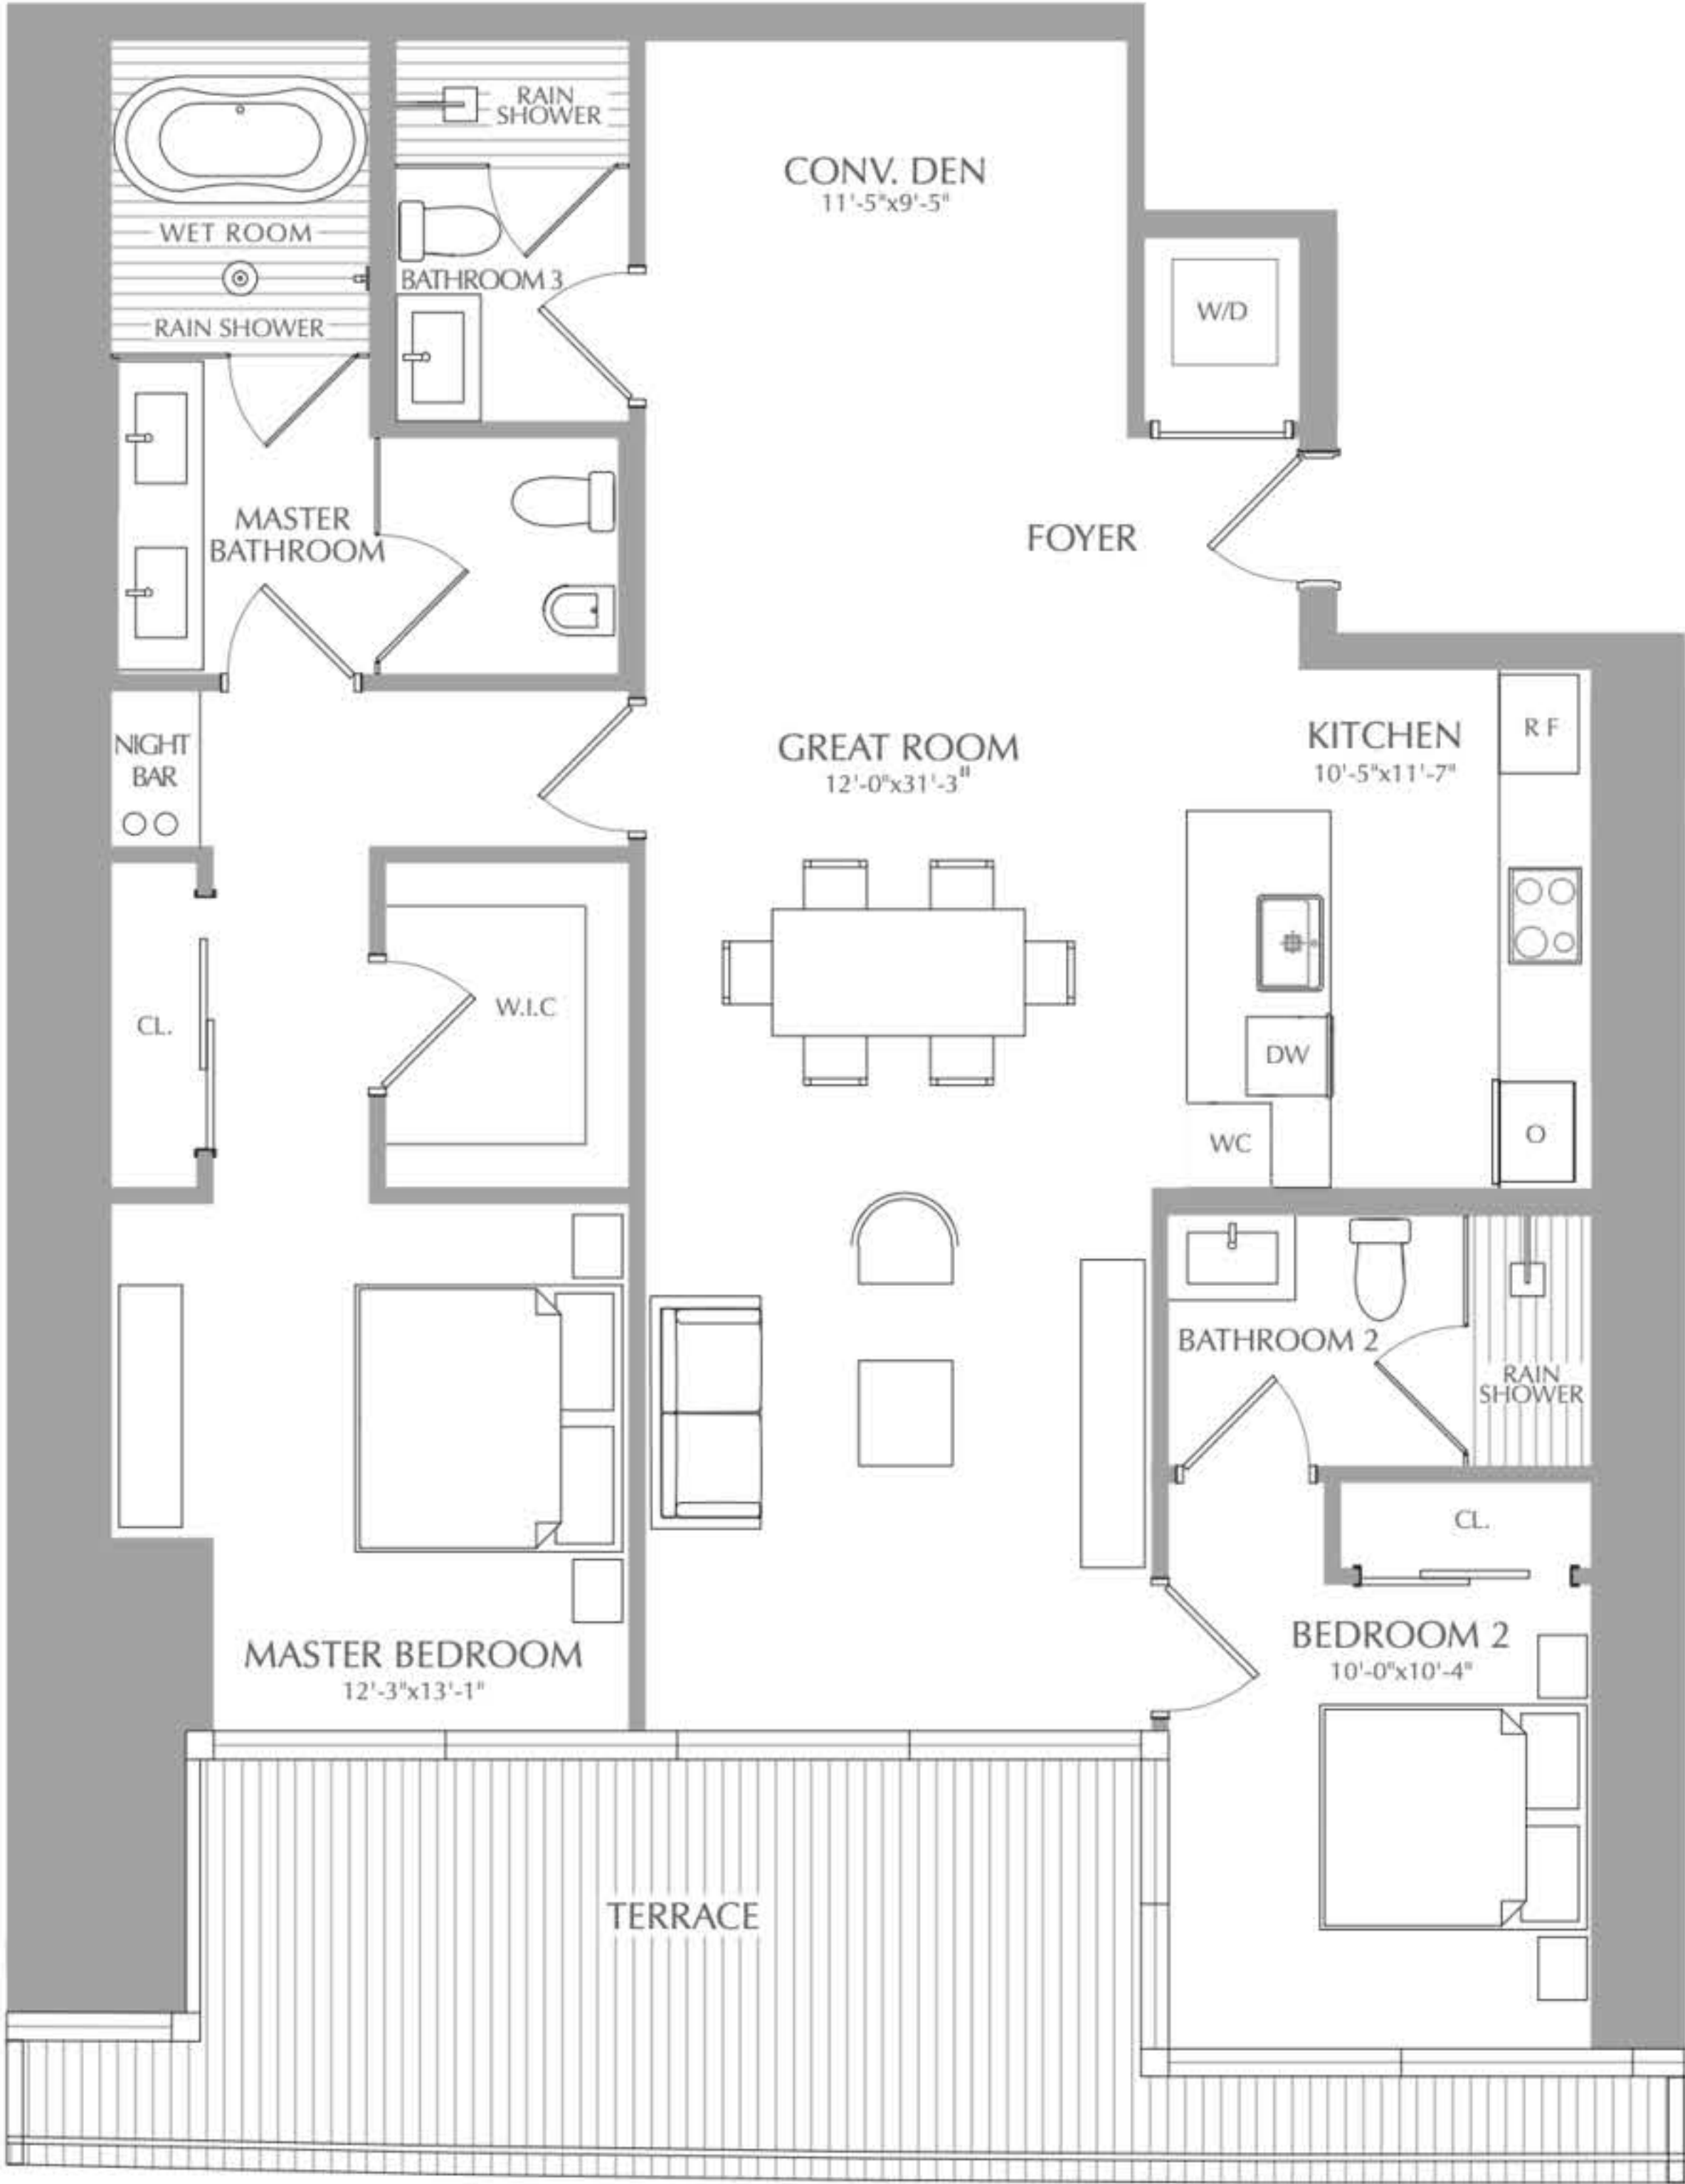 RAIN
SHOWER
CONV. DEN
11'-5"x9'-5"
WET ROOM
BATHROOM 3
W/D
RAIN SHOWER
MASTER
BATHROOM
FOYER
NIGHT
BAR
GREAT ROOM
12'-0"x31'-3"
KITCHEN
10'-5"x11'-7"
R F
CL.
W.I.C
DW
WC
O
BATHROOM 2
RAIN
SHOWER
CL.
MASTER BEDROOM
12'-3"x13'-1"
BEDROOM 2
10'-0"x10'-4"
TERRACE